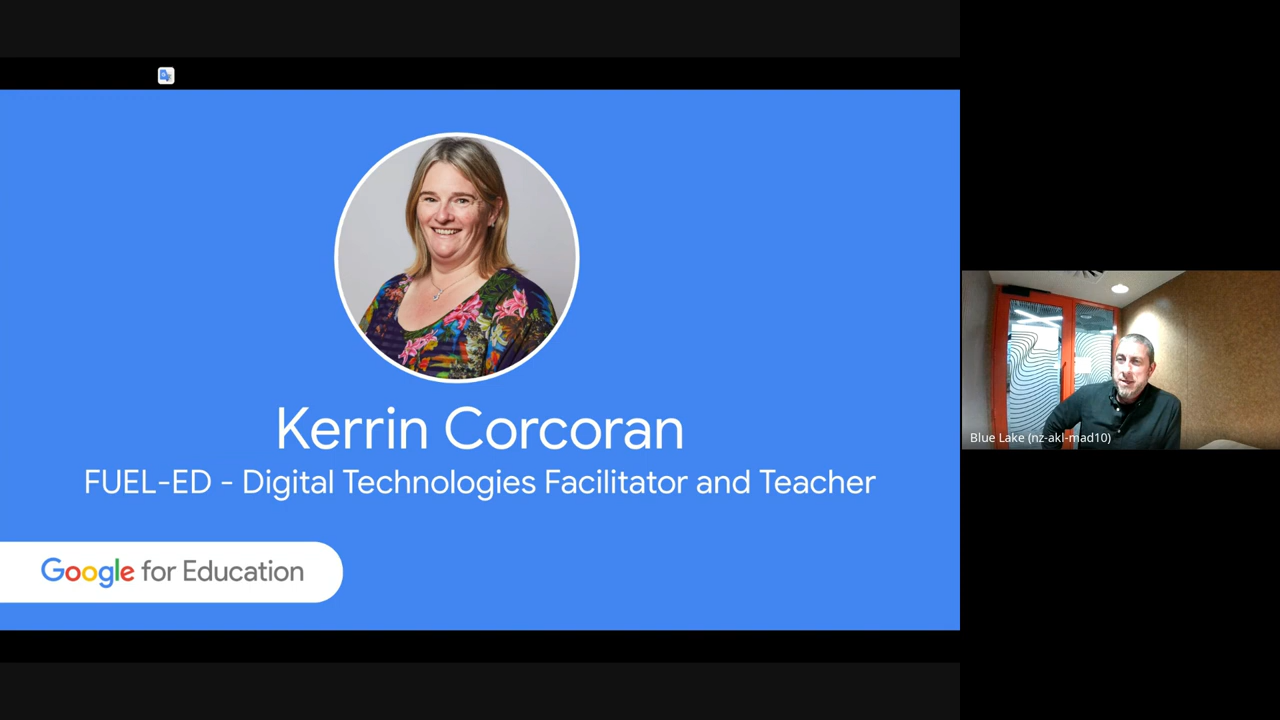 Kerrin Corcoran
FUEL-ED - Digital Technologies Facilitator and Teacher
Google for Education
Blue Lake (nz-akl-mad10)